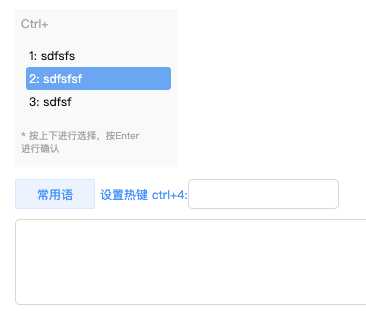 Ctrl+
1: sdfsfs
2: sdfsfsf
3: sdfsf
* 按上下进行选择，按Enter
进行确认
常用语 设置热键 ctrl+4: